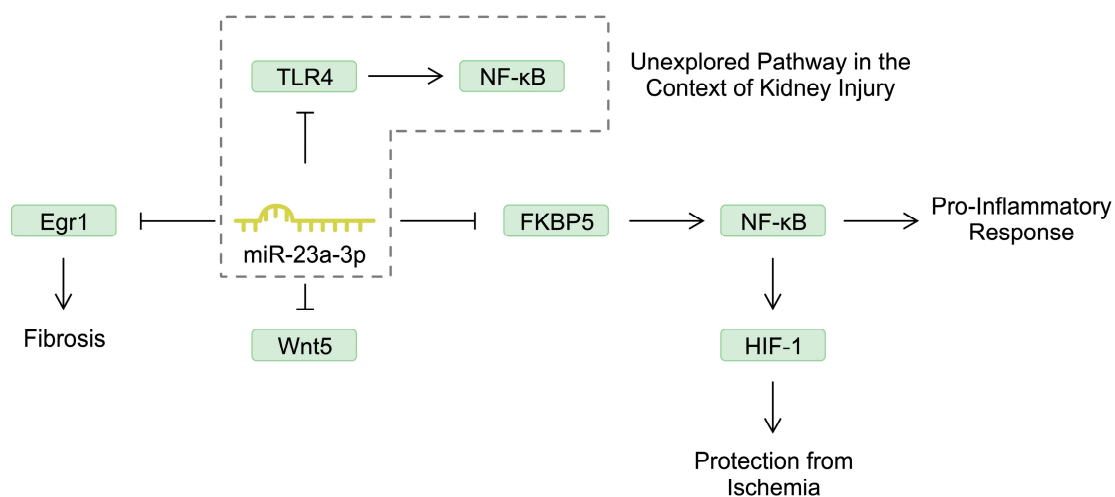 TLR4
NF-κB
Unexplored Pathway in the
Context of Kidney Injury
Egr1
miR-23a-3p
FKBP5
NF-κB
Pro-Inflammatory
Response
Fibrosis
Wnt5
HIF-1
Protection from
Ischemia